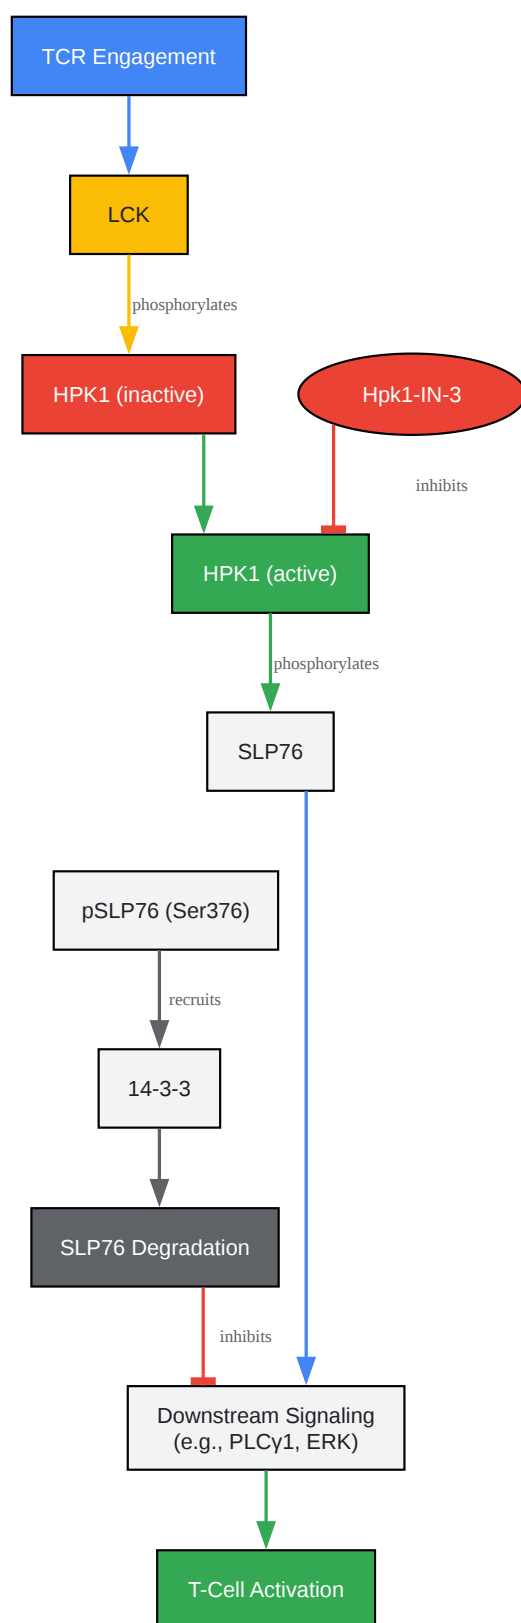 TCR Engagement
LCK
phosphorylates
HPK1 (inactive)
Hpk1-IN-3
inhibits
HPK1 (active)
phosphorylates
SLP76
pSLP76 (Ser376)
recruits
14-3-3
SLP76 Degradation
inhibits
Downstream Signaling
(e.g., PLCγ1, ERK)
T-Cell Activation